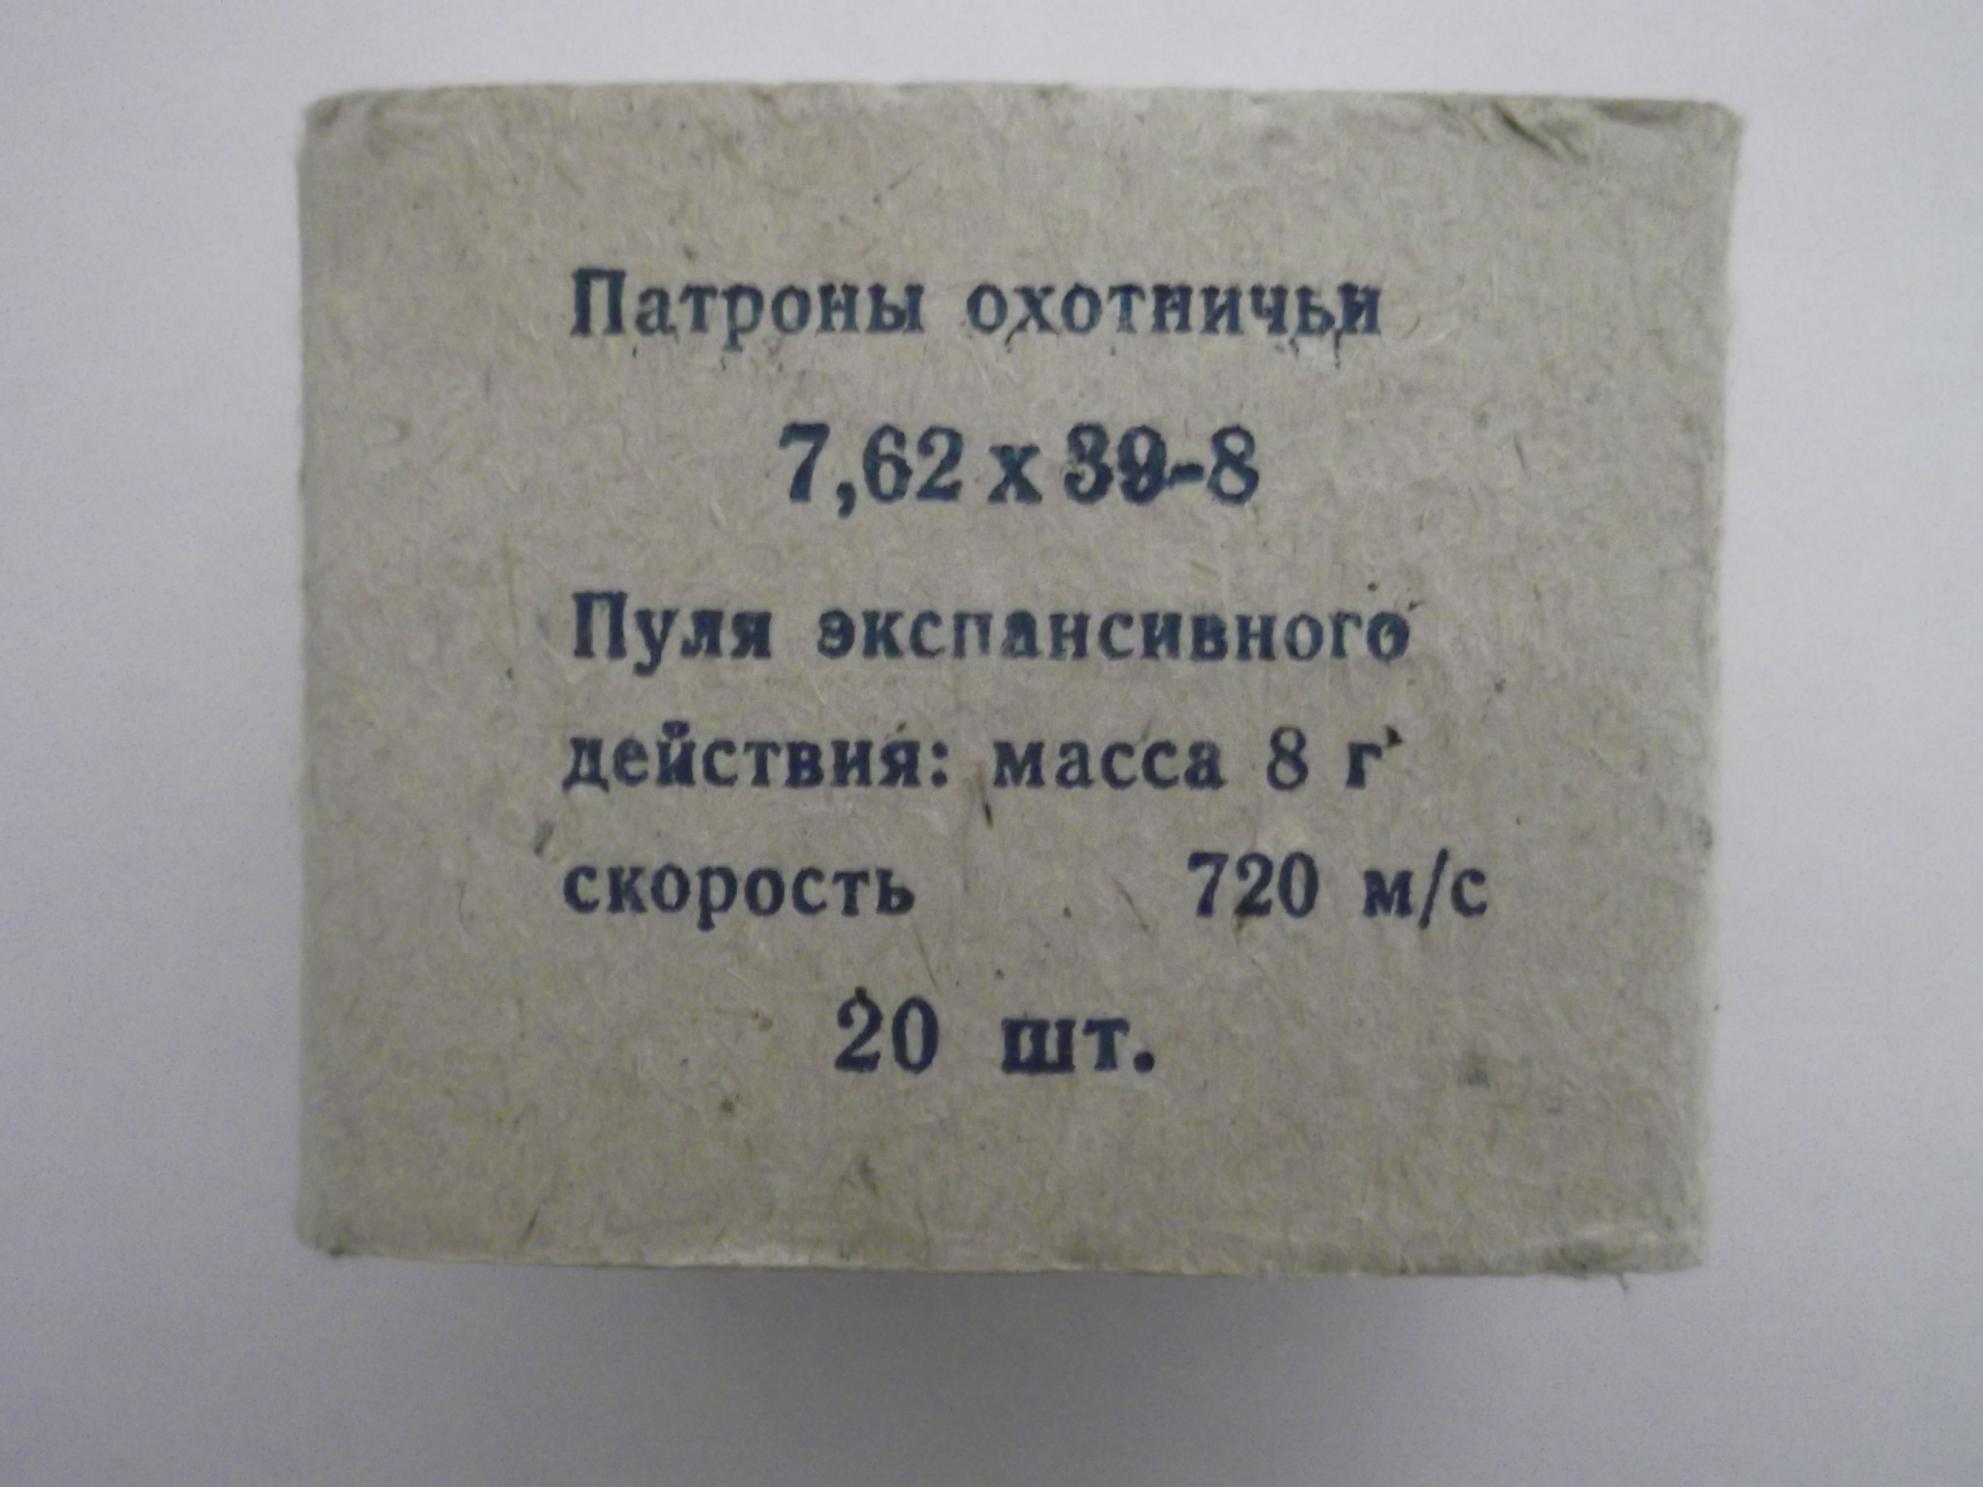 Патроны охотничьи
7,62 х 39-8
Пуля экспансивного
действия: масса 8 г
скорость 720 м/с
20 шт.